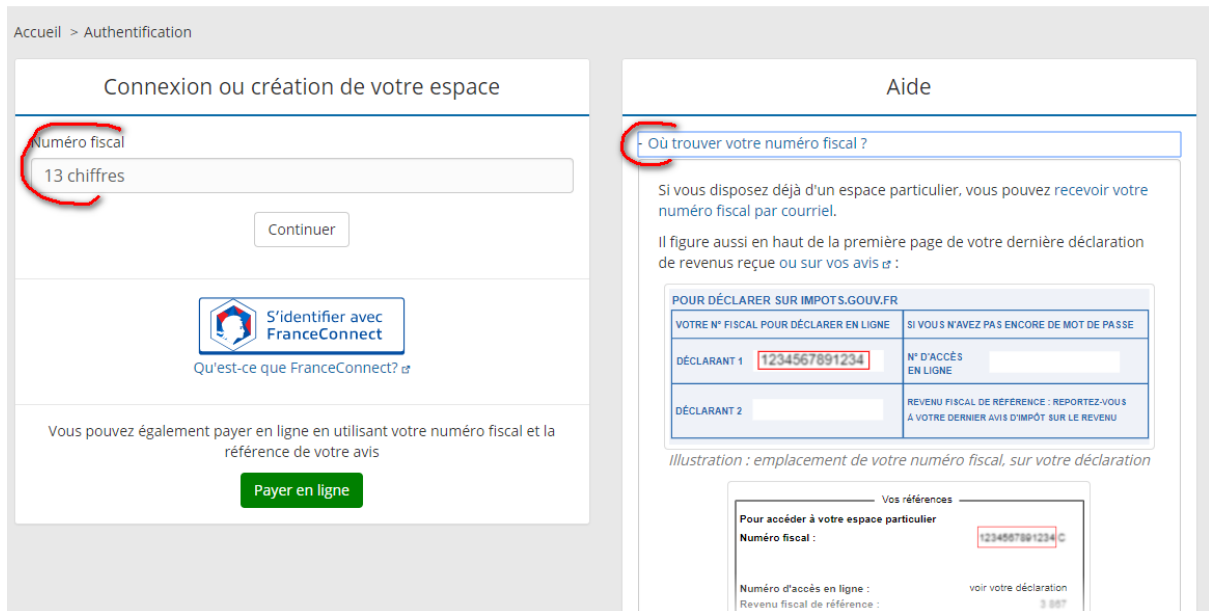 Accueil > Authentification
Connexion ou création de votre espace
Numéro fiscal
13 chiffres
Continuer
S'identifier avec
FranceConnect
Qu'est-ce que FranceConnect?
Vous pouvez également payer en ligne en utilisant votre numéro fiscal et la
référence de votre avis
Payer en ligne
Aide
- Où trouver votre numéro fiscal ?
Si vous disposez déjà d'un espace particulier, vous pouvez recevoir votre
numéro fiscal par courriel.
Il figure aussi en haut de la première page de votre dernière déclaration
de revenus reçue ou sur vos avis :
POUR DÉCLARER SUR IMPOTS.GOUV.FR
VOTRE N° FISCAL POUR DÉCLARER EN LIGNE
SI VOUS N'AVEZ PAS ENCORE DE MOT DE PASSE
DÉCLARANT 1
1234567891234
N° D'ACCÈS
EN LIGNE
DÉCLARANT 2
REVENU FISCAL DE RÉFÉRENCE : REPORTEZ-VOUS
À VOTRE DERNIER AVIS D'IMPÔT SUR LE REVENU
Illustration : emplacement de votre numéro fiscal, sur votre déclaration
Vos références
Pour accéder à votre espace particulier
Numéro fiscal :
1234567891234 C
Numéro d'accès en ligne :
voir votre déclaration
Revenu fiscal de référence :
3 867